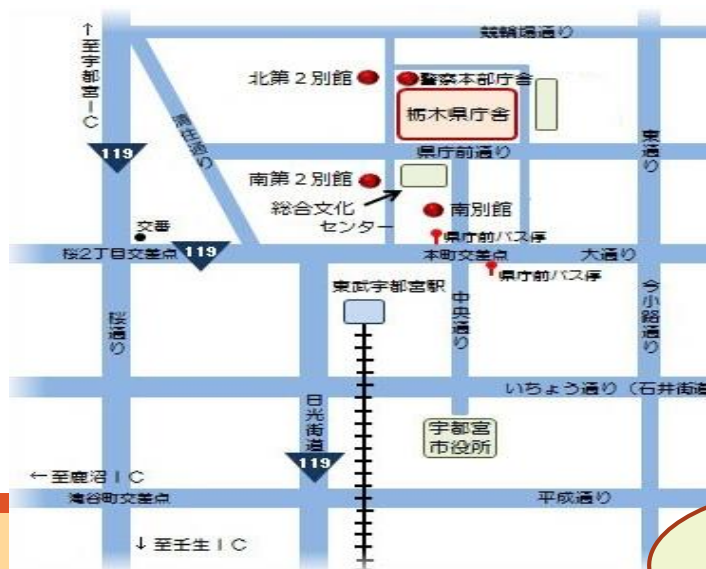 ↑至宇都宮ーIC
競輪場通り
北第2別館
警察本部庁舎
栃木県庁舎
清住通り
東通り
119
県庁前通り
南第2別館
総合文化
センター
南別館
交番
県庁前バス停
桜2丁目交差点
119
本町交差点
大通り
県庁前バス停
東武宇都宮駅
桜通り
中央通り
今小路通り
いちょう通り（石井街道
日光街道
宇都宮
市役所
119
←至鹿沼IC
滝谷町交差点
平成通り
↓至壬生IC